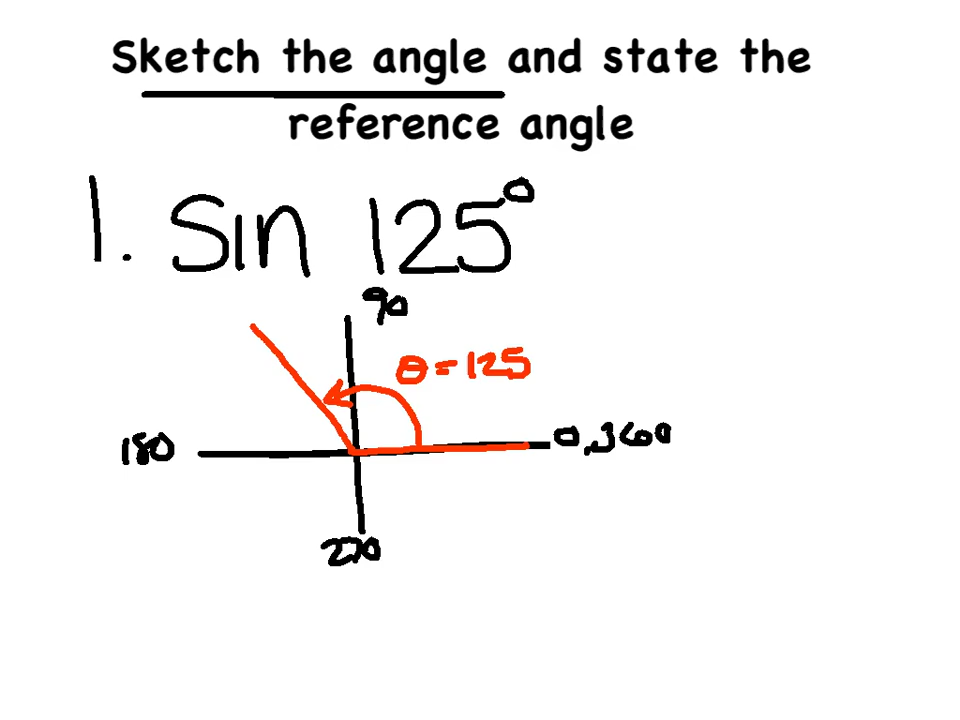 Sketch the angle and state the
reference angle
1. Sin 125°
90
θ = 125
180
0,360
270